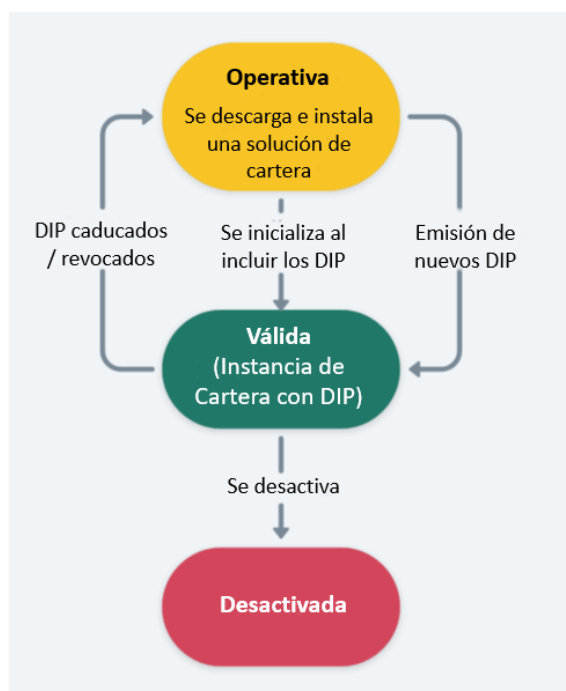 Operativa
Se descarga e instala
una solución de
cartera
DIP caducados
/ revocados
Se inicializa al
incluir los DIP
Emisión de
nuevos DIP
Válida
(Instancia de
Cartera con DIP)
Se desactiva
Desactivada